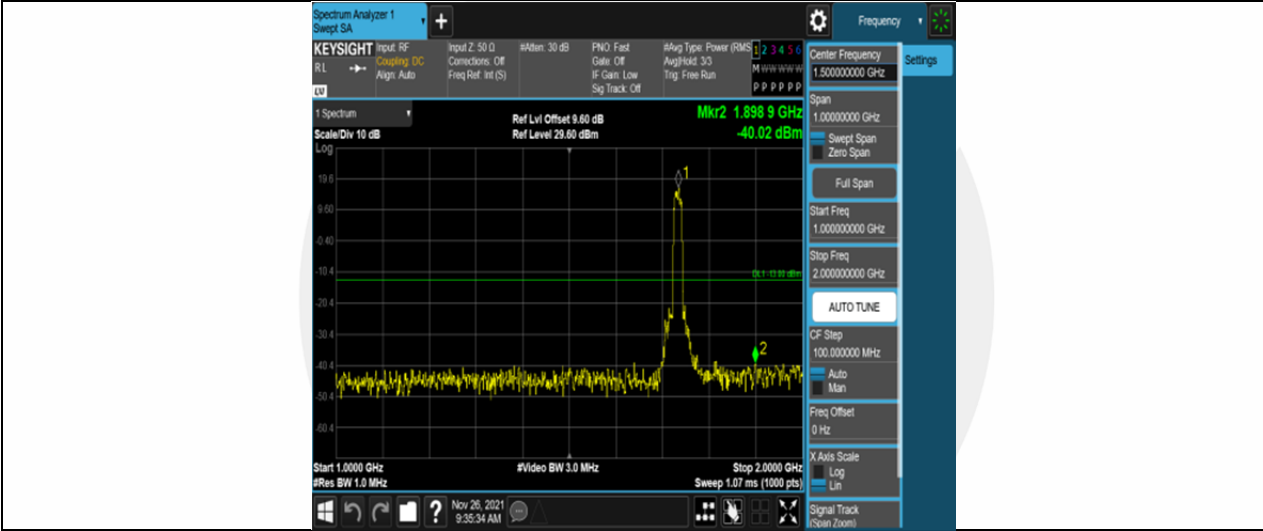 Spectrum Analyzer 1
Swept SA
+
Frequency
KEYSIGHT
RL
Input: RF
Coupling: DC
Align: Auto
Input Z: 50 Ω
Corrections: Off
Freq Ref: Int (S)
#Atten: 30 dB
PNO: Fast
Gate: Off
IF Gain: Low
Sig Track: Off
#Avg Type: Power (RMS
Avg|Hold: 3/3
Trig: Free Run
1 2 3 4 5 6
M W W W W W
P P P P P P
Center Frequency
1.500000000 GHz
Settings
Span
1.00000000 GHz
Swept Span
Zero Span
Full Span
Start Freq
1.000000000 GHz
Stop Freq
2.000000000 GHz
AUTO TUNE
CF Step
100.000000 MHz
Auto
Man
Freq Offset
0 Hz
X Axis Scale
Log
Lin
Signal Track
(Span Zoom)
1 Spectrum
Scale/Div 10 dB
Ref Lvl Offset 9.60 dB
Ref Level 29.60 dBm
Mkr2 1.898 9 GHz
-40.02 dBm
Log
19.6
9.60
-0.40
-10.4
-20.4
-30.4
-40.4
-50.4
-60.4
1
DL1 -13.00 dBm
2
Start 1.0000 GHz
#Res BW 1.0 MHz
#Video BW 3.0 MHz
Stop 2.0000 GHz
Sweep 1.07 ms (1000 pts)
?
Nov 26, 2021
9:35:34 AM